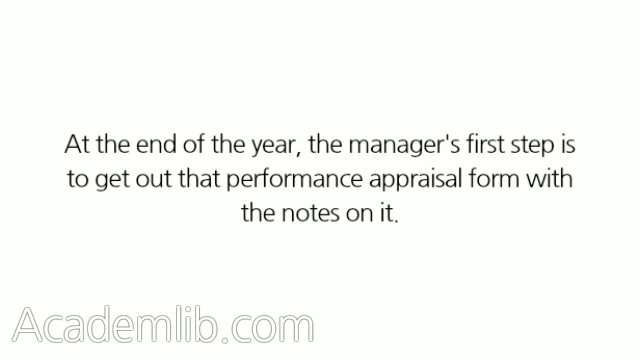 At the end of the year, the manager's first step is
to get out that performance appraisal form with
the notes on it.
Academlib.com